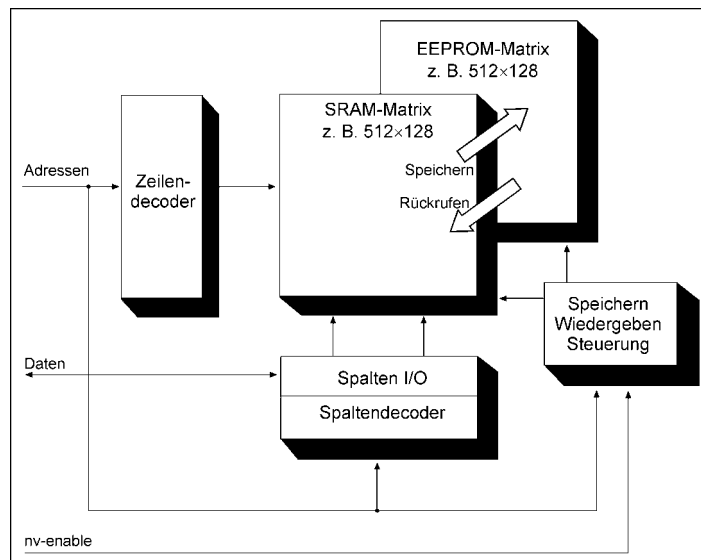 EEPROM-Matrix
z. B. 512×128
SRAM-Matrix
z. B. 512×128
Speichern
Rückrufen
Adressen
Zeilen-
decoder
Speichern
Wiedergeben
Steuerung
Daten
Spalten I/O
Spaltendecoder
nv-enable